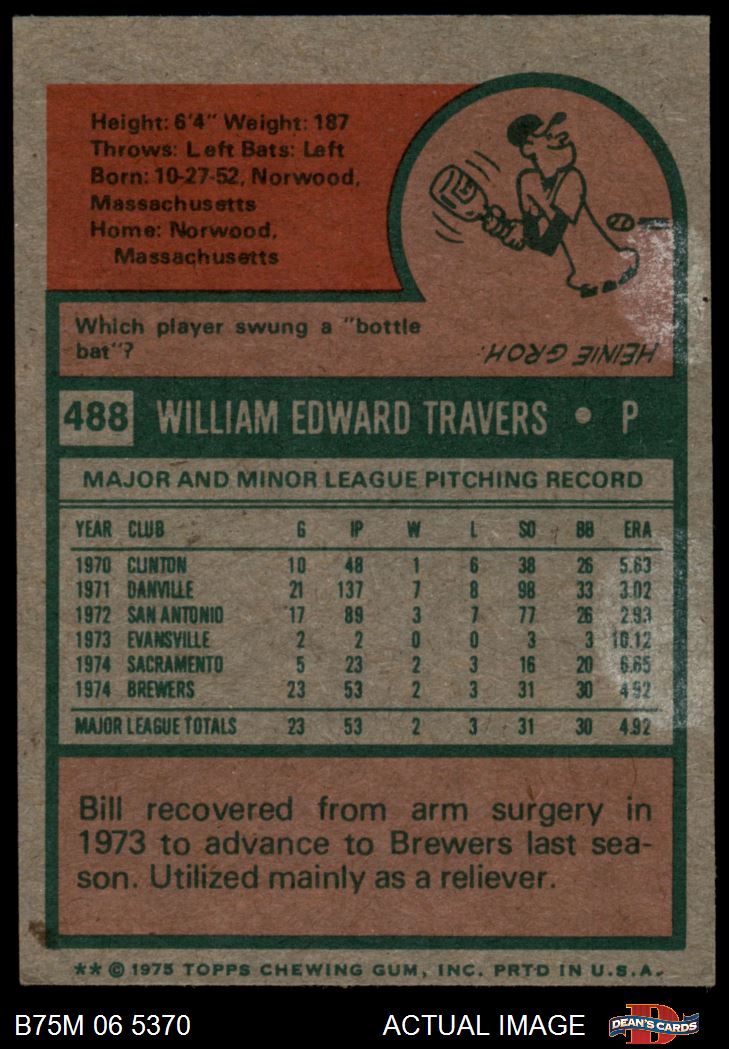 Height: 6'4" Weight: 187
Throws: Left Bats: Left
Born: 10-27-52, Norwood,
Massachusetts
Home: Norwood,
Massachusetts
Which player swung a "bottle
bat"?
HEINIE GROH.
488 WILLIAM EDWARD TRAVERS • P
MAJOR AND MINOR LEAGUE PITCHING RECORD
YEAR CLUB G IP W L SO BB ERA
1970 CLINTON 10 48 1 6 38 26 5.63
1971 DANVILLE 21 137 7 8 98 33 3.02
1972 SAN ANTONIO 17 89 3 7 77 26 2.93
1973 EVANSVILLE 2 2 0 0 3 3 10.12
1974 SACRAMENTO 5 23 2 3 16 20 6.65
1974 BREWERS 23 53 2 3 31 30 4.92
MAJOR LEAGUE TOTALS 23 53 2 3 31 30 4.92
Bill recovered from arm surgery in
1973 to advance to Brewers last sea-
son. Utilized mainly as a reliever.
** © 1975 TOPPS CHEWING GUM, INC. PRTD IN U.S.A.
B75M 06 5370 ACTUAL IMAGE DEAN'S CARDS